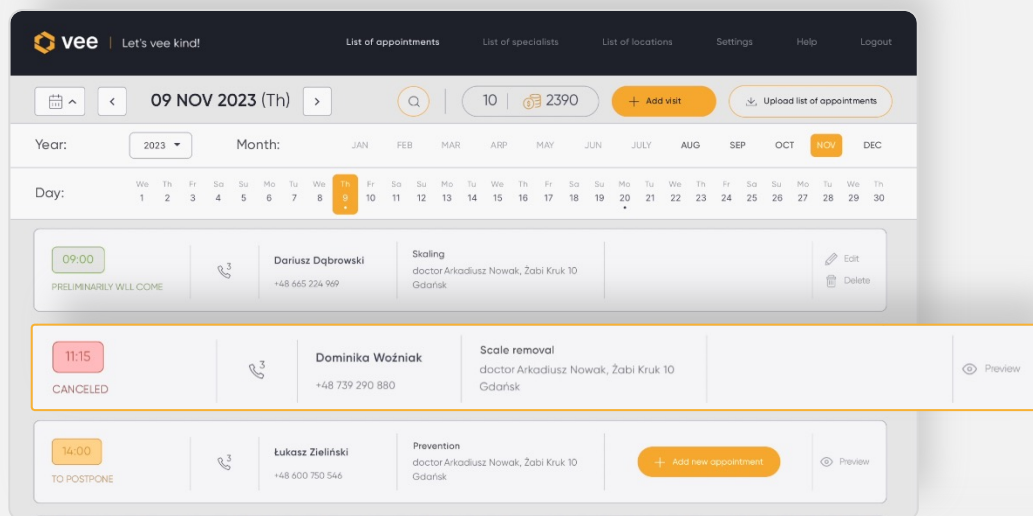 vee | Let's vee kind!
List of appointments List of specialists List of locations Settings Help Logout
09 NOV 2023 (Th) 10 | 2390 + Add visit Upload list of appointments
Year: 2023 Month: JAN FEB MAR ARP MAY JUN JULY AUG SEP OCT NOV DEC
We Th Fr Sa Su Mo Tu We Th Fr Sa Su Mo Tu We Th Fr Sa Su Mo Tu We Th Fr Sa Su Mo Tu We Th
Day: 1 2 3 4 5 6 7 8 9 10 11 12 13 14 15 16 17 18 19 20 21 22 23 24 25 26 27 28 29 30
09:00
PRELIMINARILY WLL COME
3
Dariusz Dąbrowski
+48 665 224 969
Skaling
doctor Arkadiusz Nowak, Żabi Kruk 10
Gdańsk
Edit
Delete
11:15
CANCELED
3
Dominika Woźniak
+48 739 290 880
Scale removal
doctor Arkadiusz Nowak, Żabi Kruk 10
Gdańsk
Preview
14:00
TO POSTPONE
3
Łukasz Zieliński
+48 600 750 546
Prevention
doctor Arkadiusz Nowak, Żabi Kruk 10
Gdańsk
+ Add new appointment
Preview